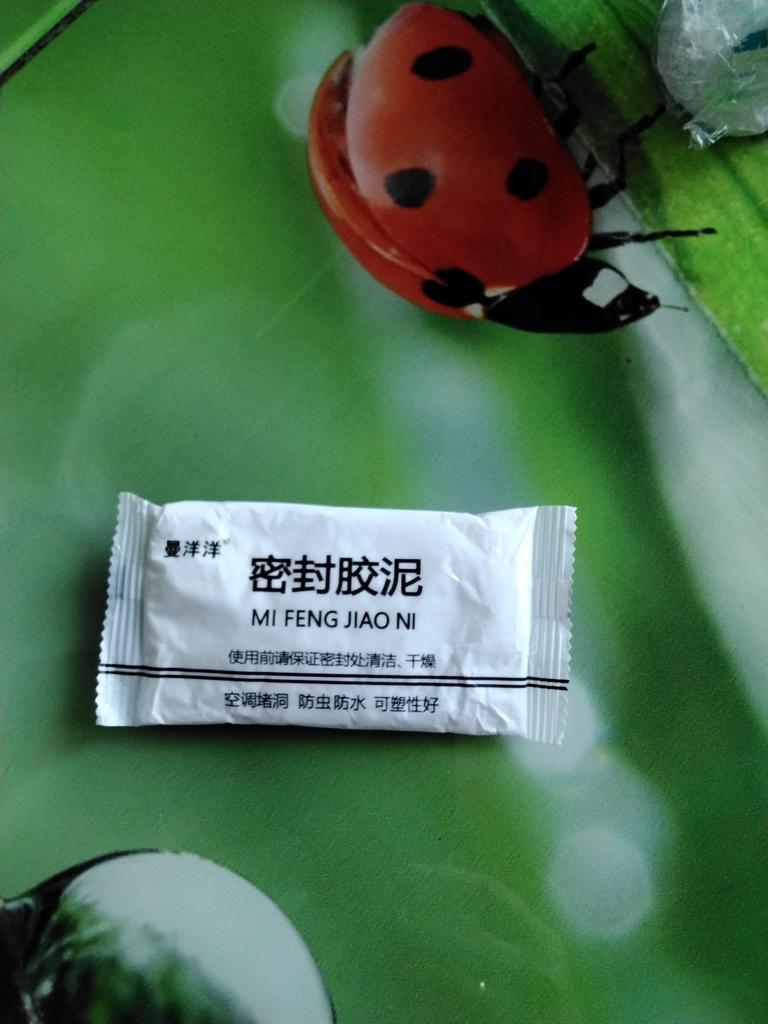 曼洋洋
密封胶泥
MI FENG JIAO NI
使用前请保证密封处清洁、干燥
空调堵洞 防虫防水 可塑性好